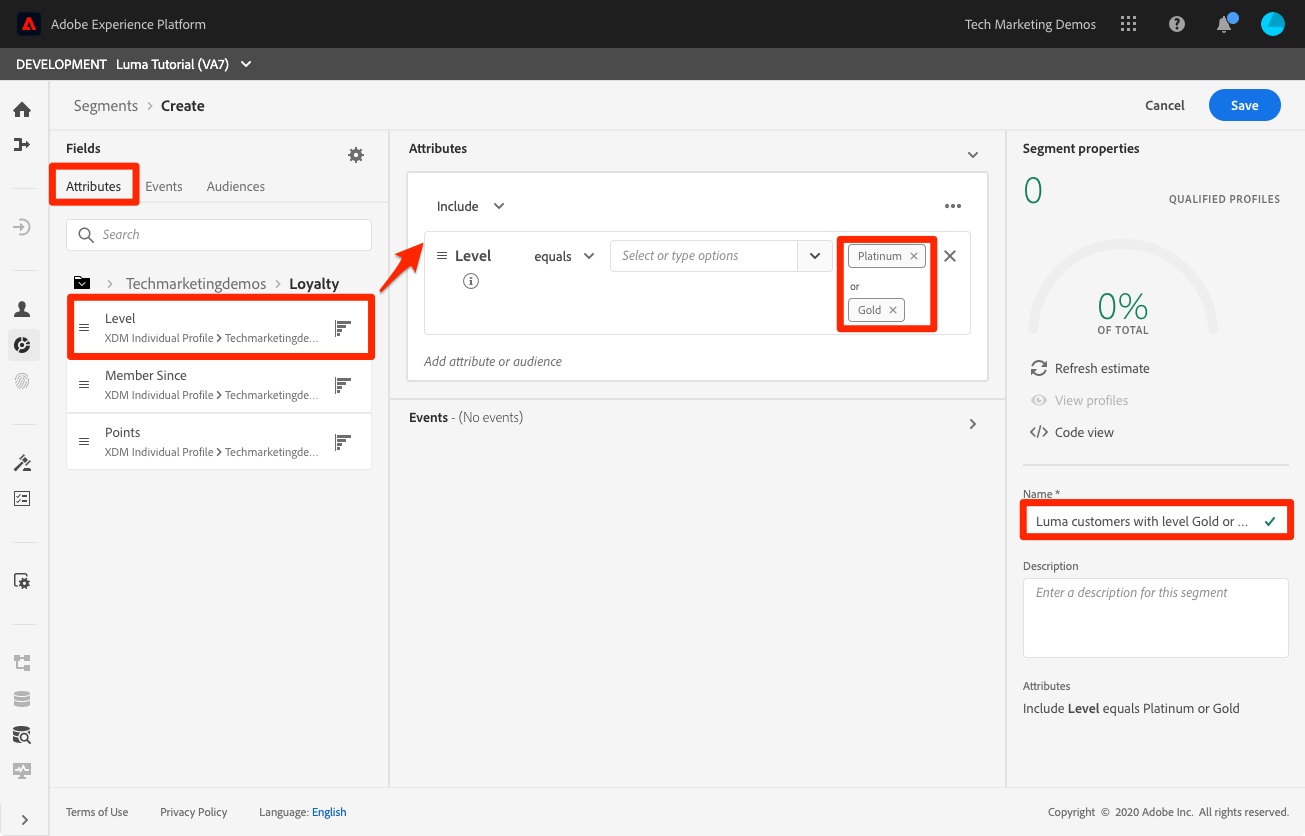 Adobe Experience Platform
Tech Marketing Demos
DEVELOPMENT Luma Tutorial (VA7)
Segments > Create
Cancel
Save
Fields
Attributes
Events
Audiences
Search
Techmarketingdemos > Loyalty
Level
XDM Individual Profile > Techmarketingde...
Member Since
XDM Individual Profile > Techmarketingde...
Points
XDM Individual Profile > Techmarketingde...
Attributes
Include
Level
equals
Select or type options
Platinum
or
Gold
Add attribute or audience
Events - (No events)
Segment properties
0
QUALIFIED PROFILES
0%
OF TOTAL
Refresh estimate
View profiles
</> Code view
Name *
Luma customers with level Gold or ...
Description
Enter a description for this segment
Attributes
Include Level equals Platinum or Gold
Terms of Use
Privacy Policy
Language: English
Copyright © 2020 Adobe Inc. All rights reserved.